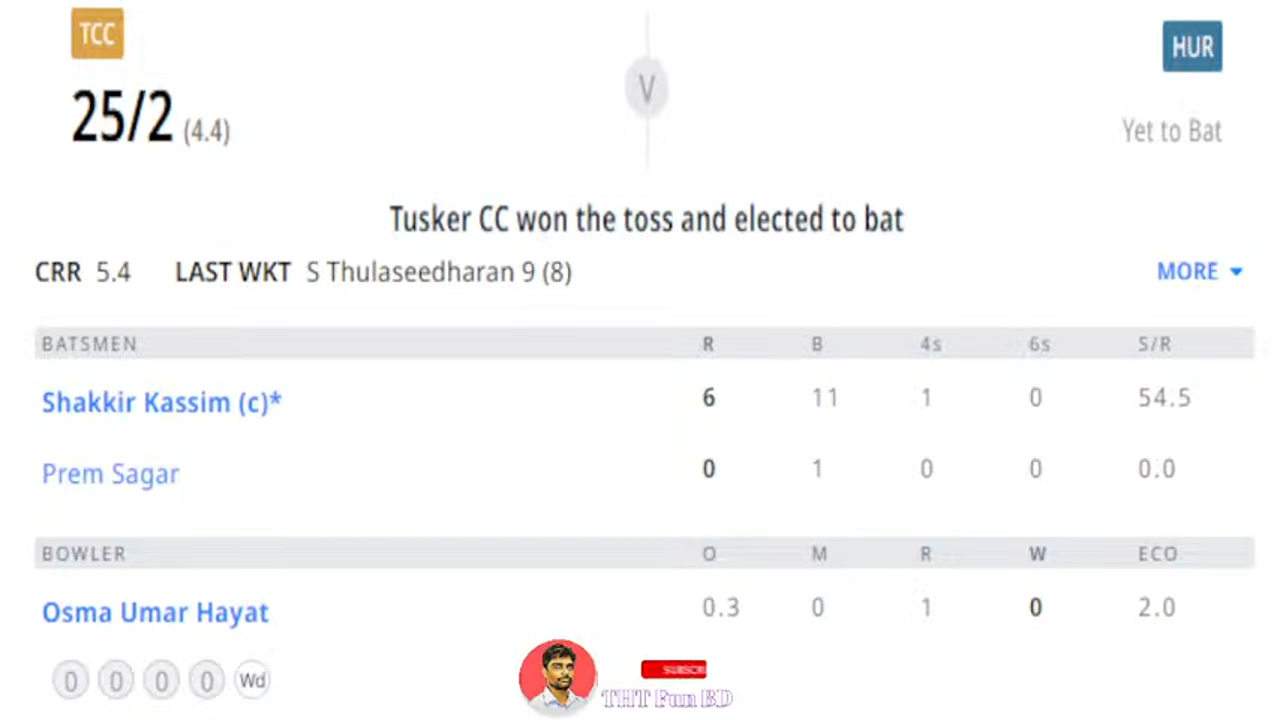 TCC
V
HUR
25/2 (4.4)
Yet to Bat
Tusker CC won the toss and elected to bat
CRR 5.4 LAST WKT S Thulaseedharan 9 (8) MORE
BATSMEN R B 4s 6s S/R
Shakkir Kassim (c)* 6 11 1 0 54.5
Prem Sagar 0 1 0 0 0.0
BOWLER O M R W ECO
Osma Umar Hayat 0.3 0 1 0 2.0
0 0 0 0 Wd
SUBSCRI
THT Fun BD